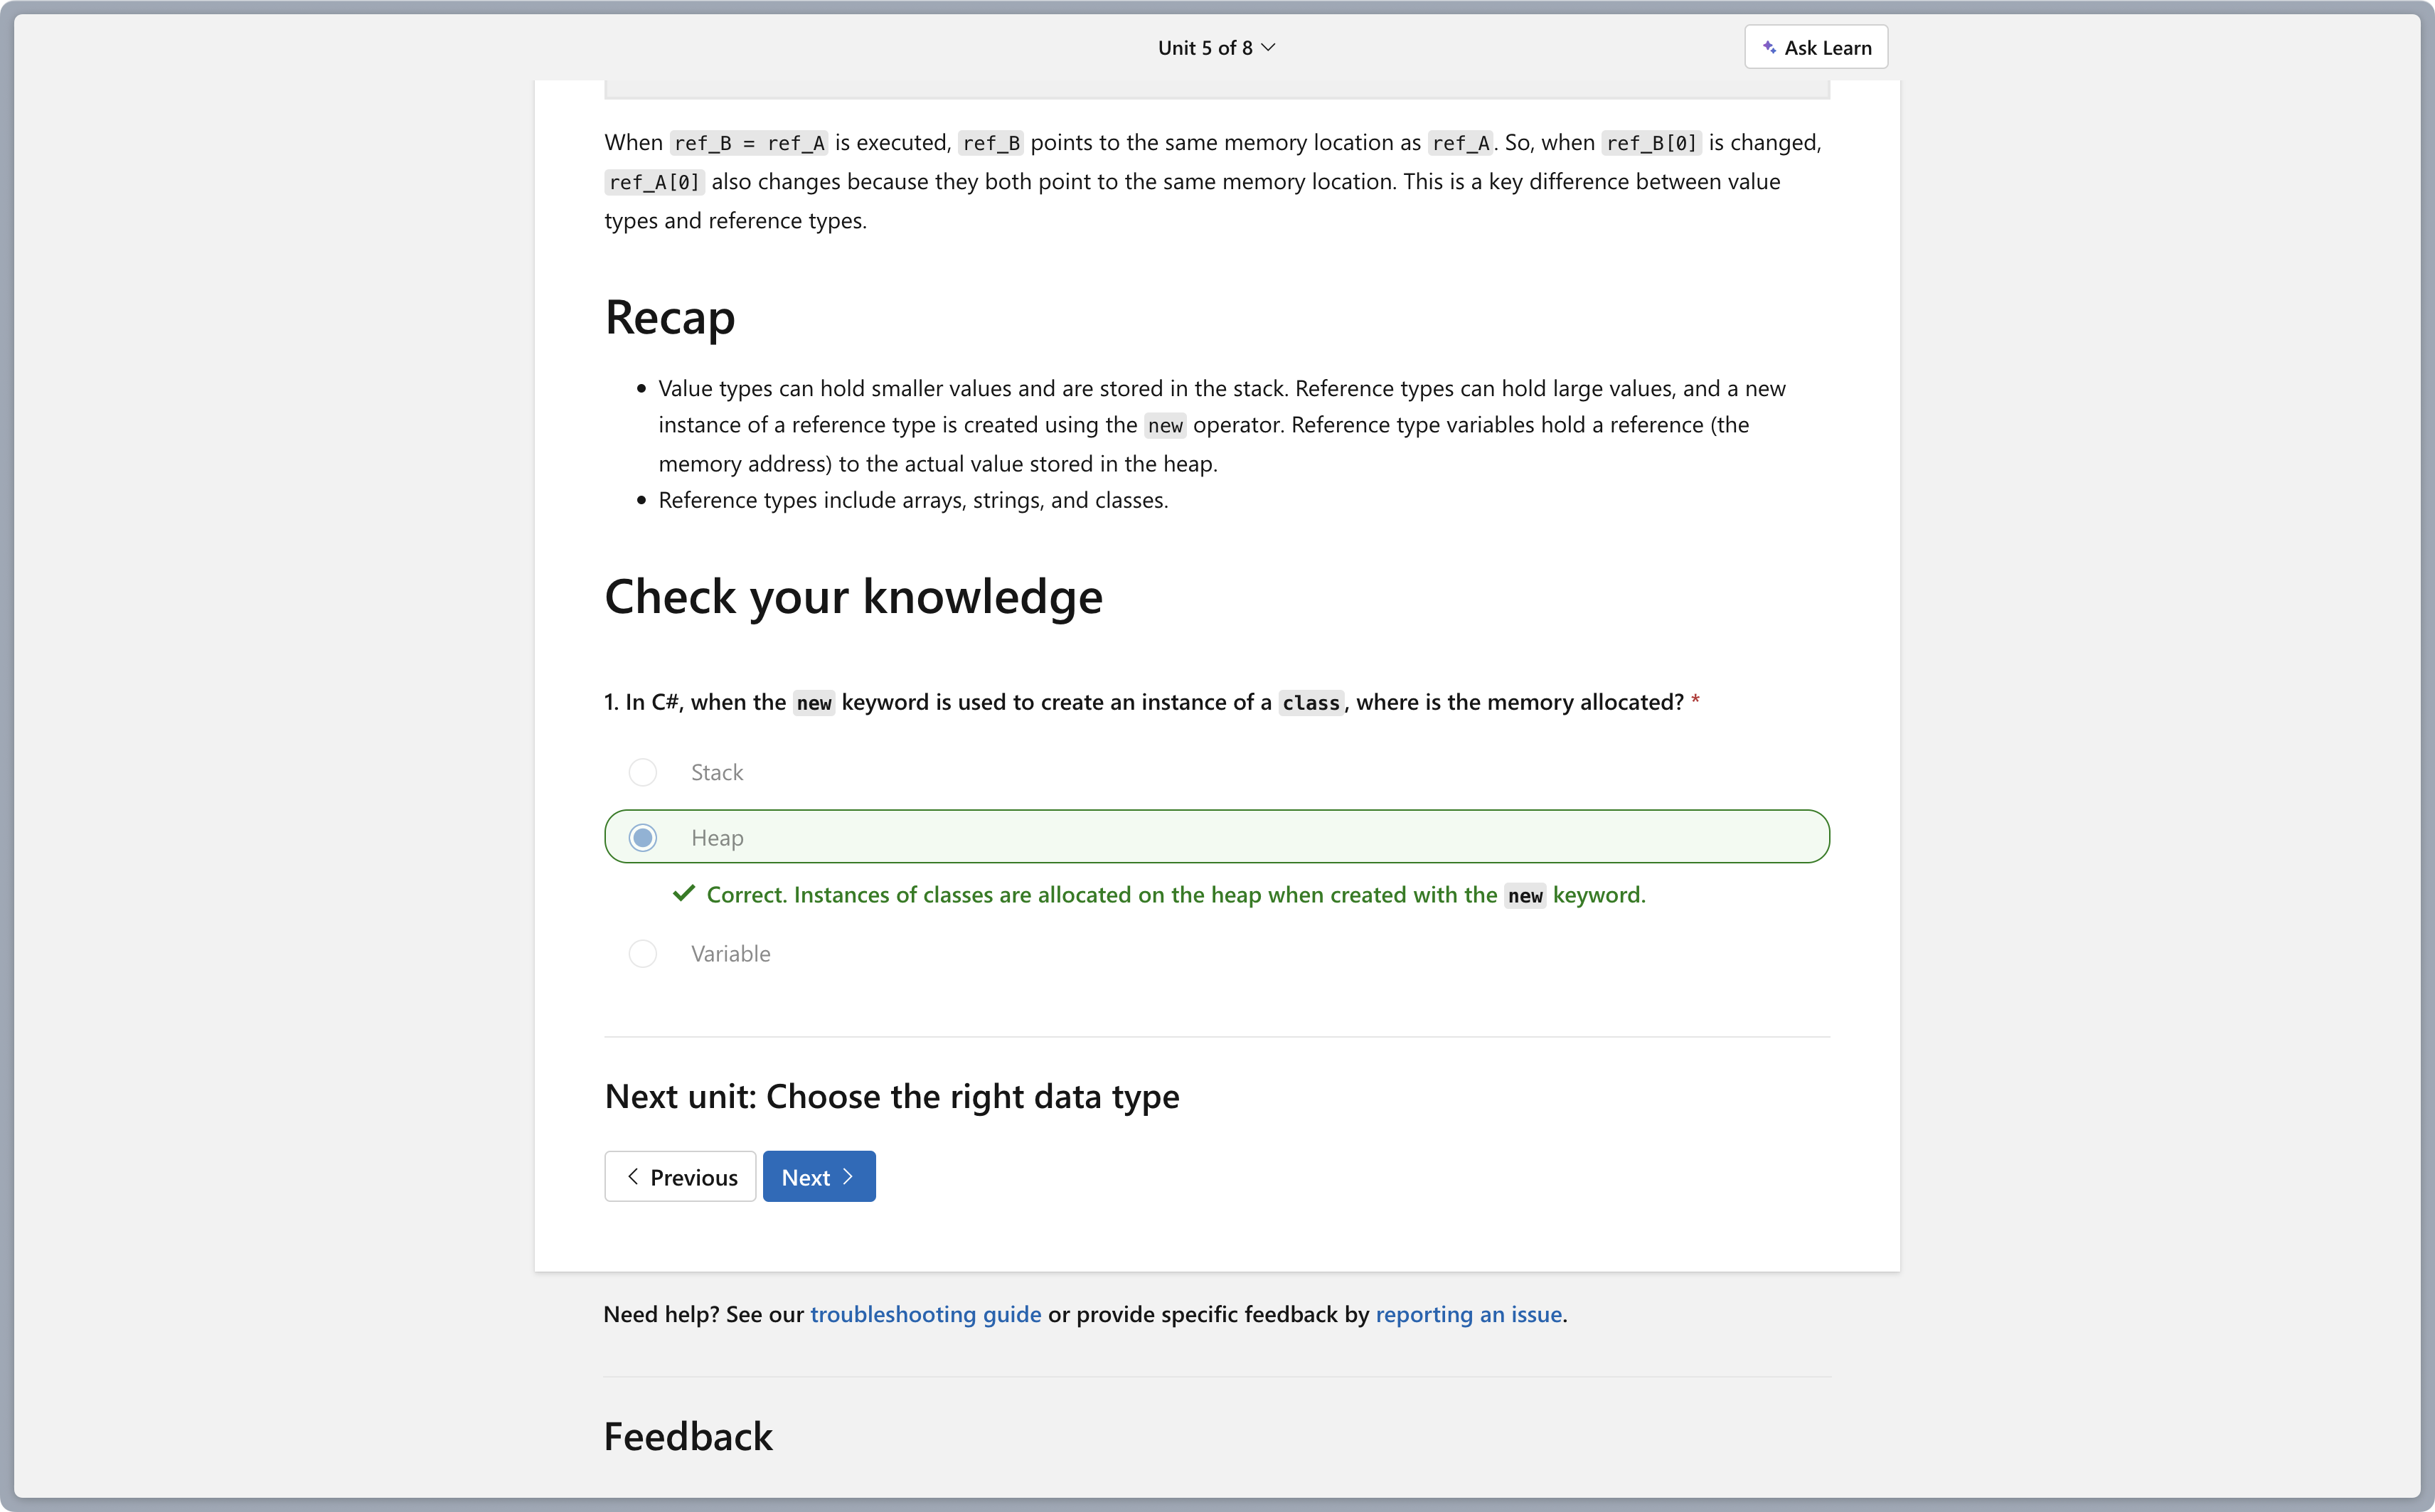 Unit 5 of 8
Ask Learn
When ref_B = ref_A is executed, ref_B points to the same memory location as ref_A. So, when ref_B[0] is changed,
ref_A[0] also changes because they both point to the same memory location. This is a key difference between value
types and reference types.
Recap
• Value types can hold smaller values and are stored in the stack. Reference types can hold large values, and a new
instance of a reference type is created using the new operator. Reference type variables hold a reference (the
memory address) to the actual value stored in the heap.
• Reference types include arrays, strings, and classes.
Check your knowledge
1. In C#, when the new keyword is used to create an instance of a class, where is the memory allocated? *
Stack
Heap
Correct. Instances of classes are allocated on the heap when created with the new keyword.
Variable
Next unit: Choose the right data type
Previous
Next
Need help? See our troubleshooting guide or provide specific feedback by reporting an issue.
Feedback